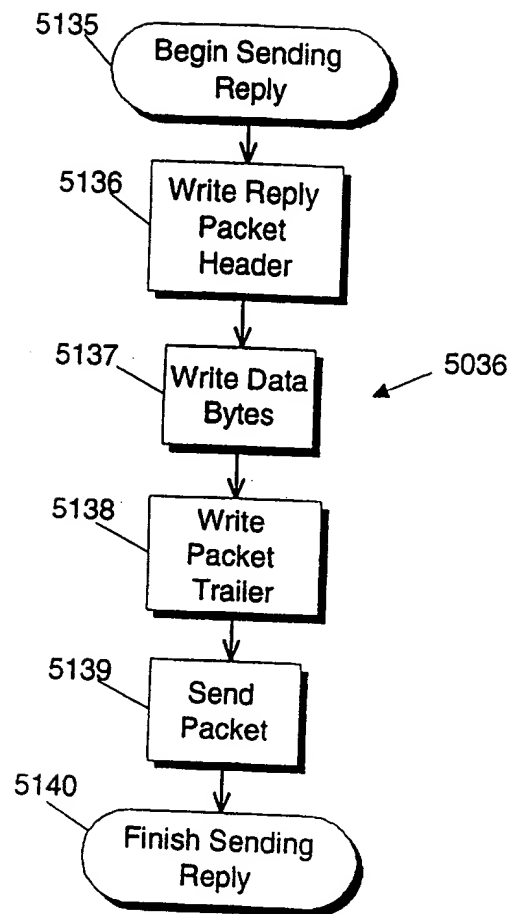 5135
Begin Sending
Reply
5136
Write Reply
Packet
Header
5137
Write Data
Bytes
5036
5138
Write
Packet
Trailer
5139
Send
Packet
5140
Finish Sending
Reply